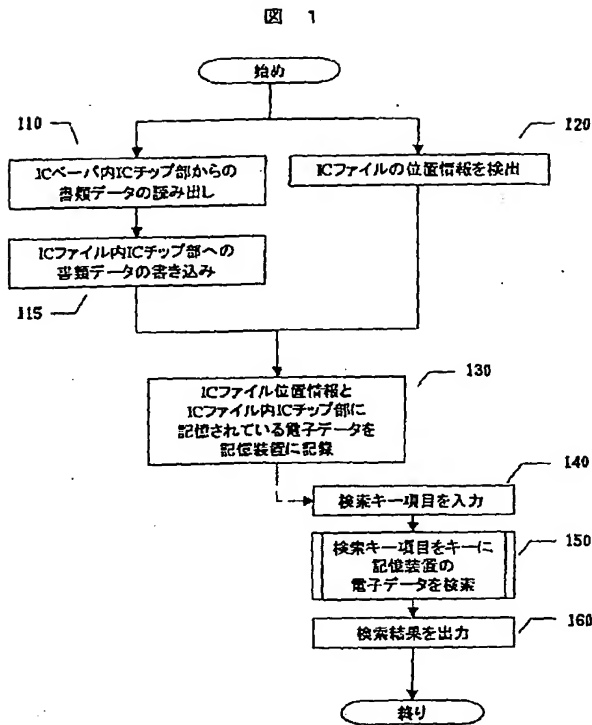 図 1
始め
110
120
ICペーパ内ICチップ部からの
書類データの読み出し
ICファイルの位置情報を検出
ICファイル内ICチップ部への
書類データの書き込み
115
130
ICファイル位置情報と
ICファイル内ICチップ部に
記憶されている電子データを
記憶装置に記録
140
検索キー項目を入力
150
検索キー項目をキーに
記憶装置の
電子データを検索
160
検索結果を出力
終り